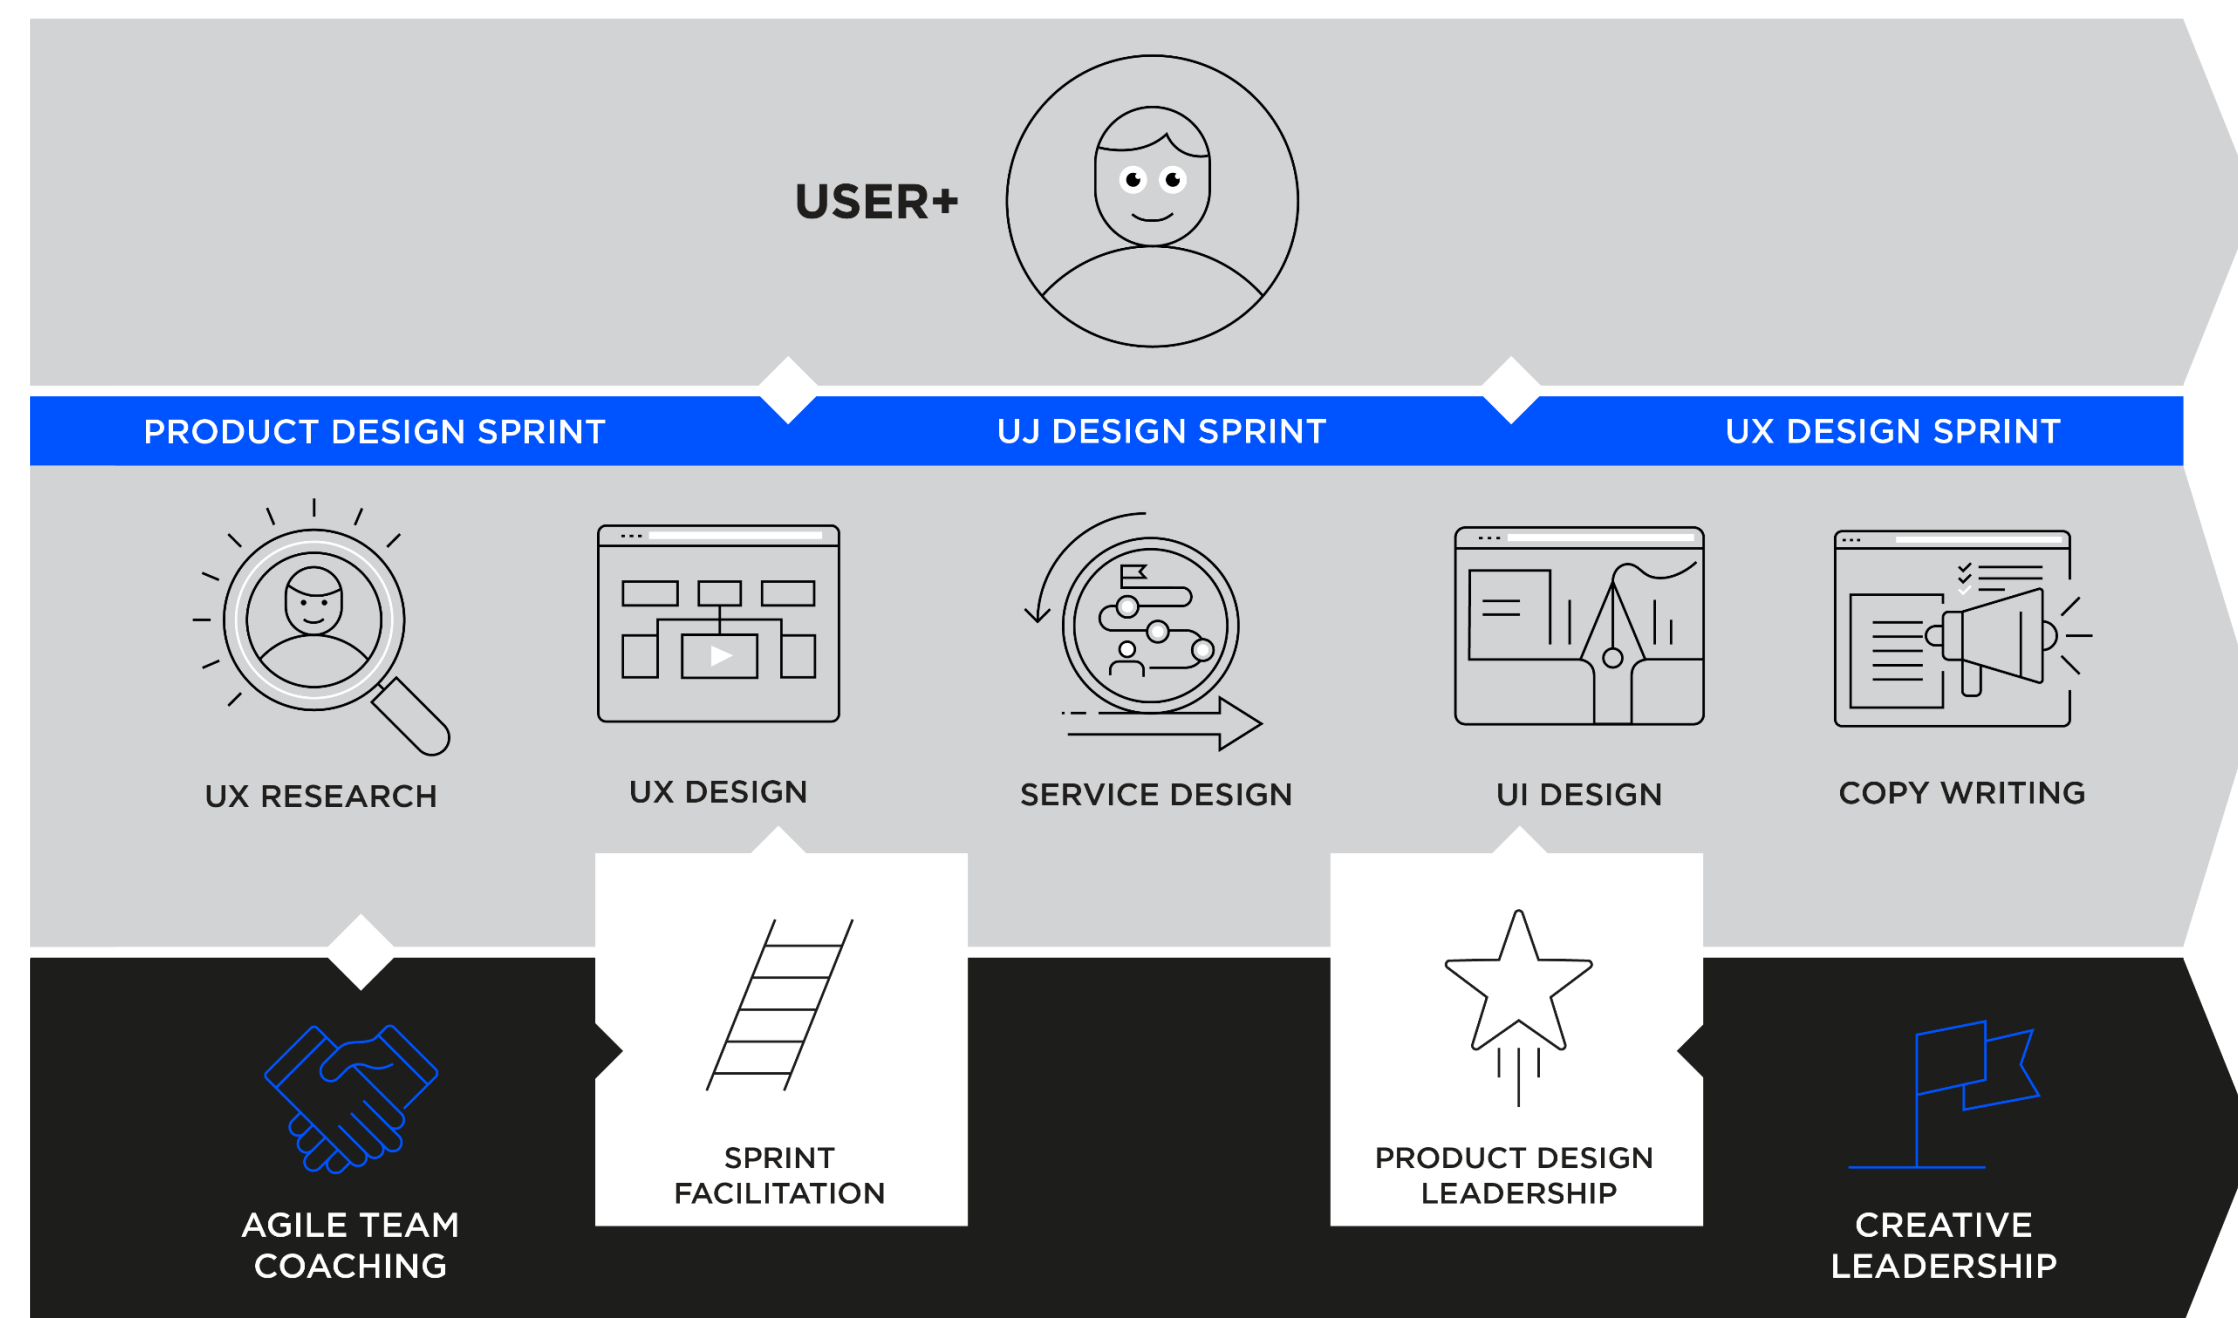 USER+
PRODUCT DESIGN SPRINT
UJ DESIGN SPRINT
UX DESIGN SPRINT
UX RESEARCH
UX DESIGN
SERVICE DESIGN
UI DESIGN
COPY WRITING
AGILE TEAM
COACHING
SPRINT
FACILITATION
PRODUCT DESIGN
LEADERSHIP
CREATIVE
LEADERSHIP